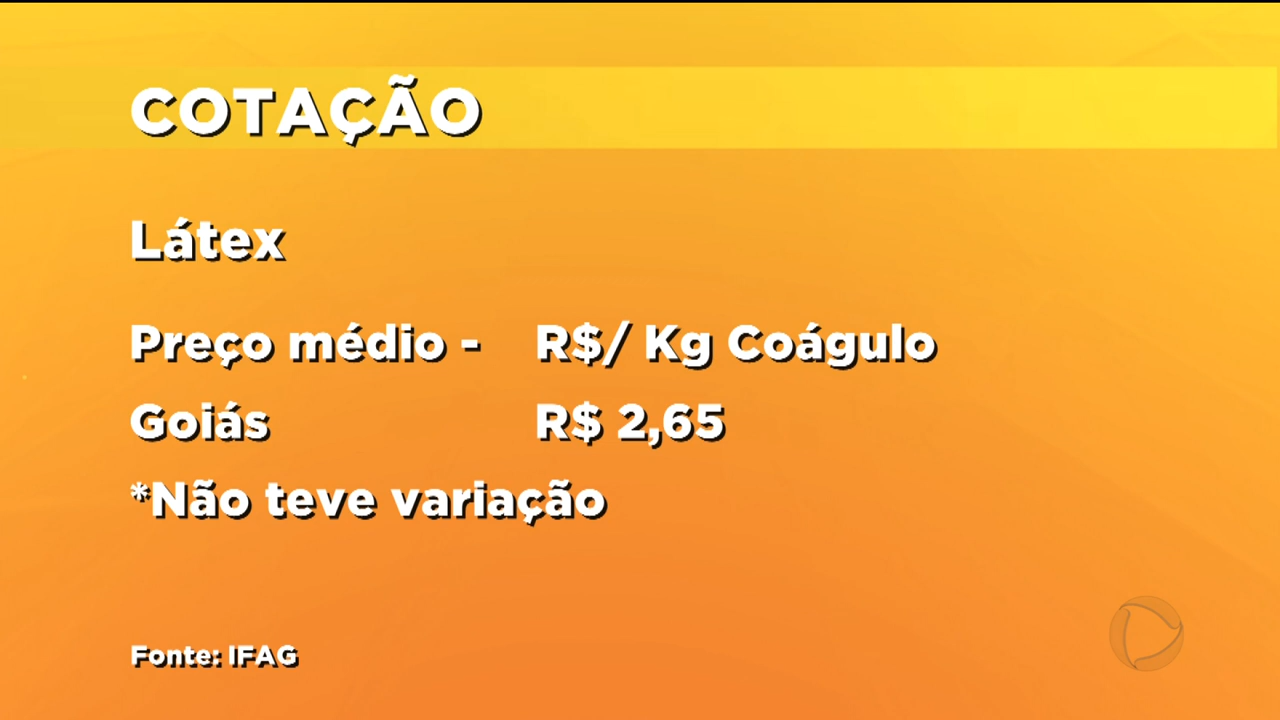 COTAÇÃO
Látex
Preço médio - R$/ Kg Coágulo
Goiás R$ 2,65
*Não teve variação
Fonte: IFAG